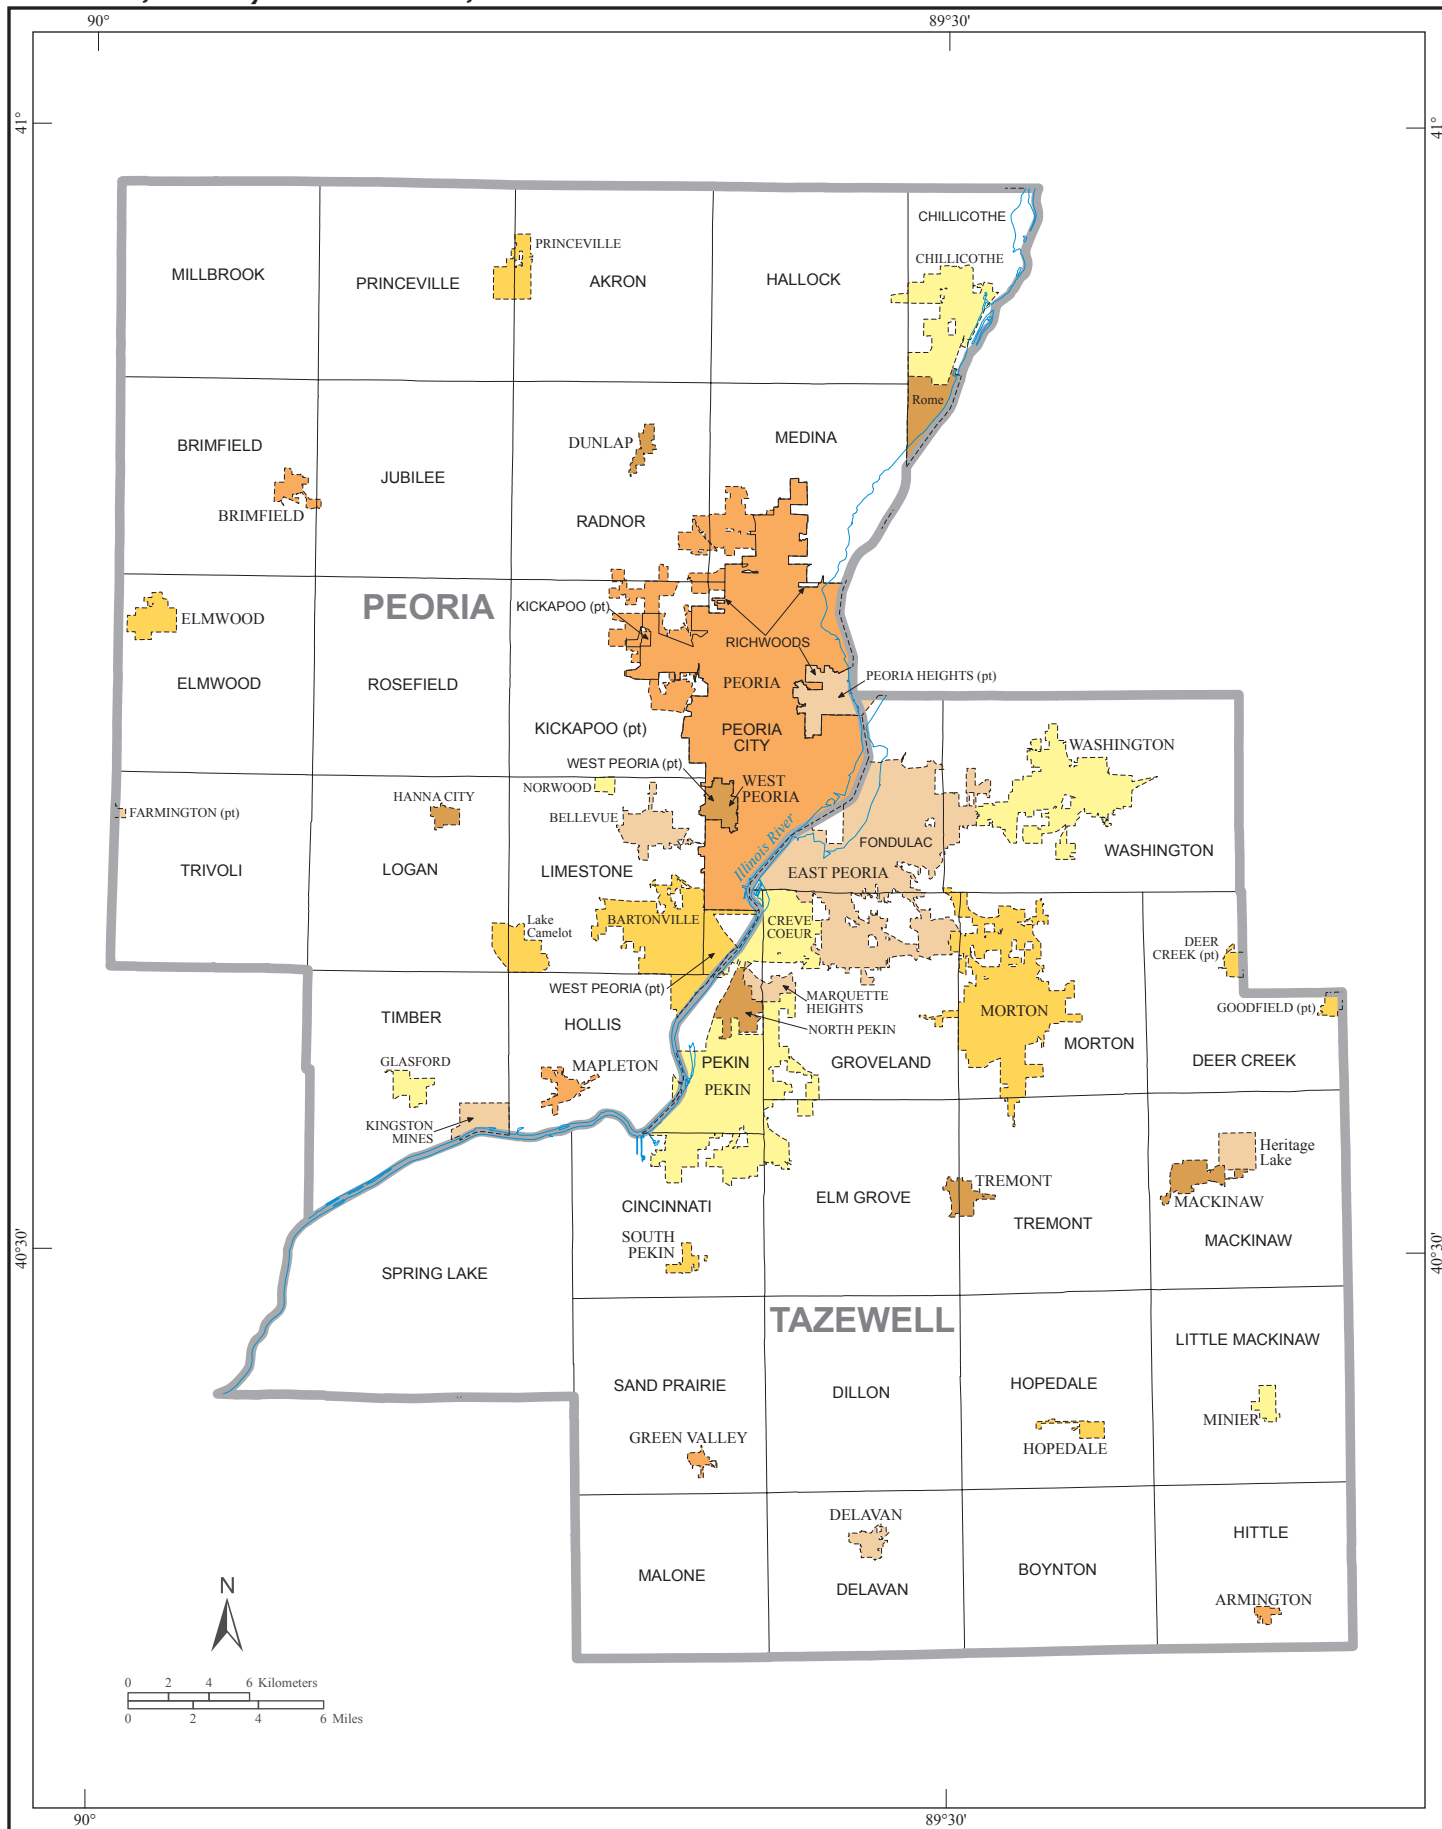 90°
89°30'
41°
41°
CHILLICOTHE
PRINCEVILLE
CHILLICOTHE
MILLBROOK
PRINCEVILLE
AKRON
HALLOCK
Rome
BRIMFIELD
DUNLAP
MEDINA
JUBILEE
BRIMFIELD
RADNOR
PEORIA
KICKAPOO (pt)
ELMWOOD
RICHWOODS
ELMWOOD
ROSEFIELD
PEORIA
PEORIA HEIGHTS (pt)
KICKAPOO (pt)
PEORIA
CITY
WASHINGTON
WEST PEORIA (pt)
NORWOOD
WEST
PEORIA
HANNA CITY
FARMINGTON (pt)
BELLEVUE
Illinois River
FONDULAC
WASHINGTON
TRIVOLI
LOGAN
LIMESTONE
EAST PEORIA
Lake
Camelot
BARTONVILLE
CREVE
COEUR
DEER
CREEK (pt)
WEST PEORIA (pt)
MARQUETTE
HEIGHTS
GOODFIELD (pt)
TIMBER
HOLLIS
NORTH PEKIN
MORTON
MORTON
GLASFORD
MAPLETON
PEKIN
PEKIN
GROVELAND
DEER CREEK
KINGSTON
MINES
Heritage
Lake
CINCINNATI
ELM GROVE
TREMONT
MACKINAW
TREMONT
SOUTH
PEKIN
MACKINAW
40°30'
40°30'
SPRING LAKE
TAZEWELL
LITTLE MACKINAW
SAND PRAIRIE
DILLON
HOPEDALE
MINIER
GREEN VALLEY
HOPEDALE
DELAVAN
HITTLE
MALONE
DELAVAN
BOYNTON
ARMINGTON
N
0 2 4 6 Kilometers
0 2 4 6 Miles
90°
89°30'